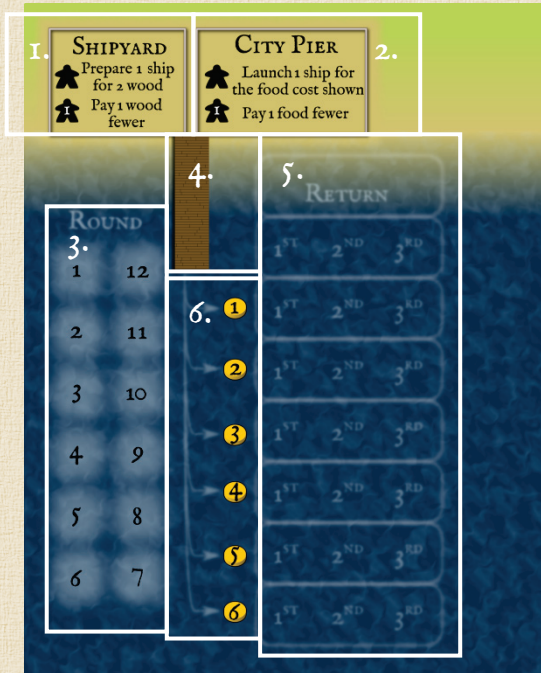 1.
SHIPYARD
Prepare 1 ship
for 2 wood
1
Pay 1 wood
fewer
CITY PIER
2.
Launch 1 ship for
the food cost shown
1
Pay 1 food fewer
4.
5.
RETURN
ROUND
3.
1 12
2 11
3 10
4 9
5 8
6 7
6.
1
2
3
4
5
6
1ST 2ND 3RD
1ST 2ND 3RD
1ST 2ND 3RD
1ST 2ND 3RD
1ST 2ND 3RD
1ST 2ND 3RD
1ST 2ND 3RD